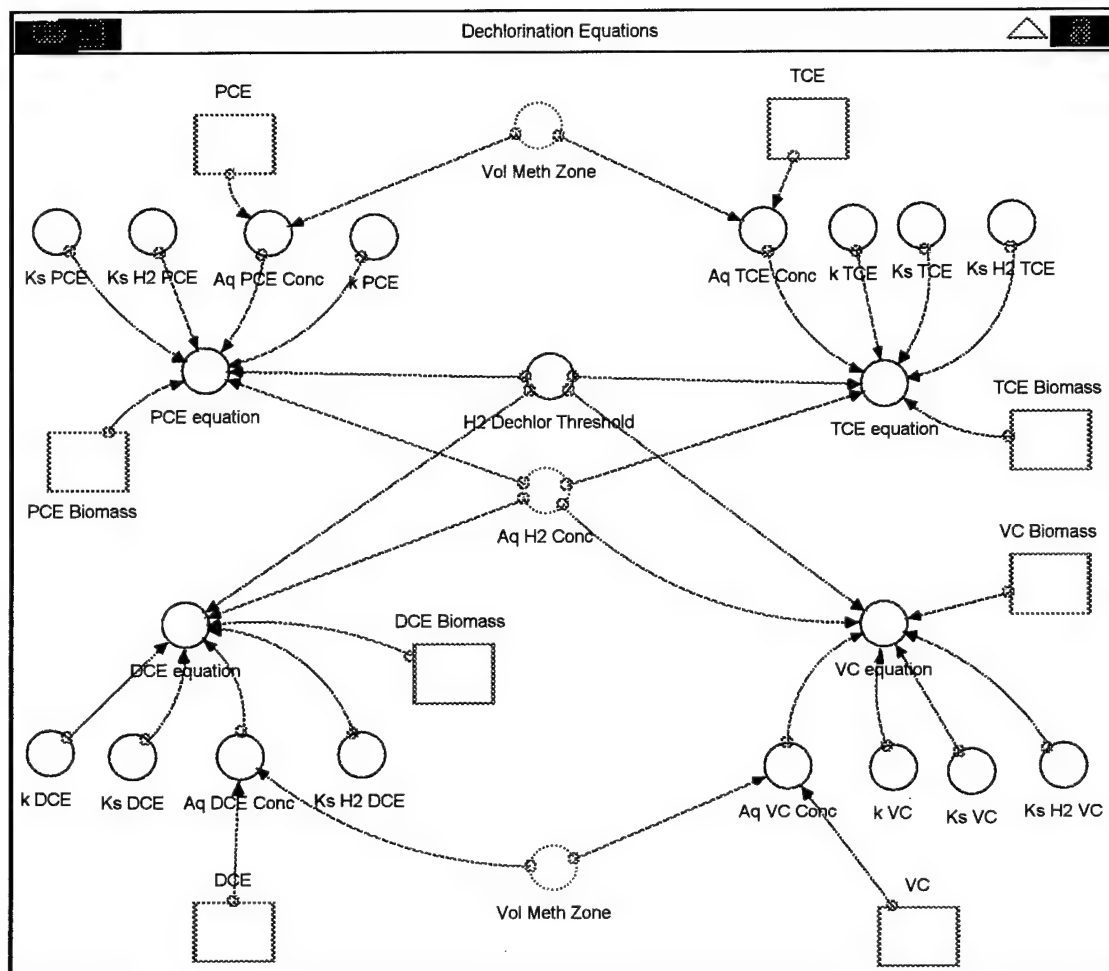 Dechlorination Equations
PCE
TCE
Vol Meth Zone
Ks PCE
Ks H2 PCE
Aq PCE Conc
k PCE
Aq TCE Conc
k TCE
Ks TCE
Ks H2 TCE
PCE equation
H2 Dechlor Threshold
TCE equation
TCE Biomass
PCE Biomass
Aq H2 Conc
VC Biomass
DCE equation
DCE Biomass
VC equation
k DCE
Ks DCE
Aq DCE Conc
Ks H2 DCE
Aq VC Conc
k VC
Ks VC
Ks H2 VC
DCE
Vol Meth Zone
VC